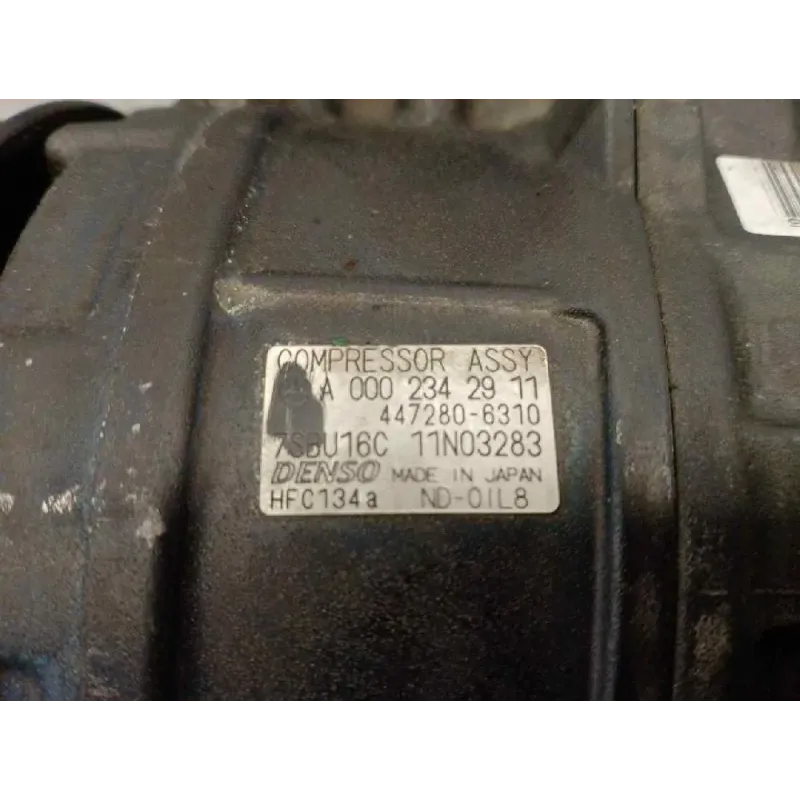 COMPRESSOR ASSY
A 000 234 29 11
447280-6310
7SBU16C 11N03283
DENSO MADE IN JAPAN
HFC134a ND-OIL8